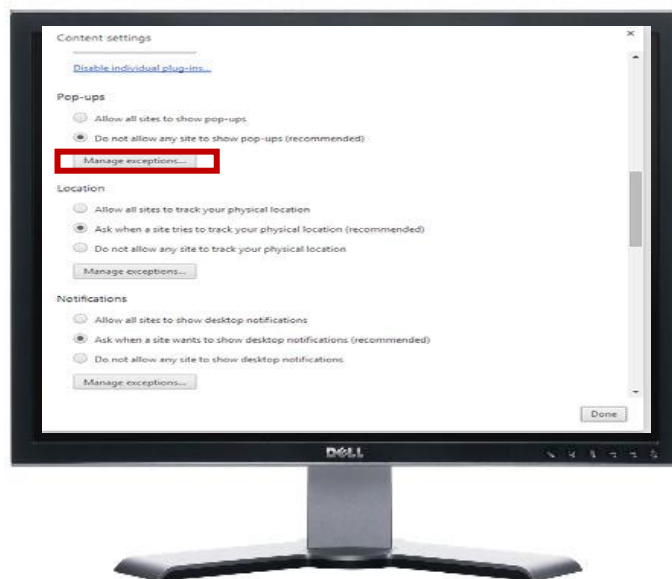 Content settings
Disable individual plug-ins...
Pop-ups
Allow all sites to show pop-ups
Do not allow any site to show pop-ups (recommended)
Manage exceptions...
Location
Allow all sites to track your physical location
Ask when a site tries to track your physical location (recommended)
Do not allow any site to track your physical location
Manage exceptions...
Notifications
Allow all sites to show desktop notifications
Ask when a site wants to show desktop notifications (recommended)
Do not allow any site to show desktop notifications
Manage exceptions...
Done
DELL